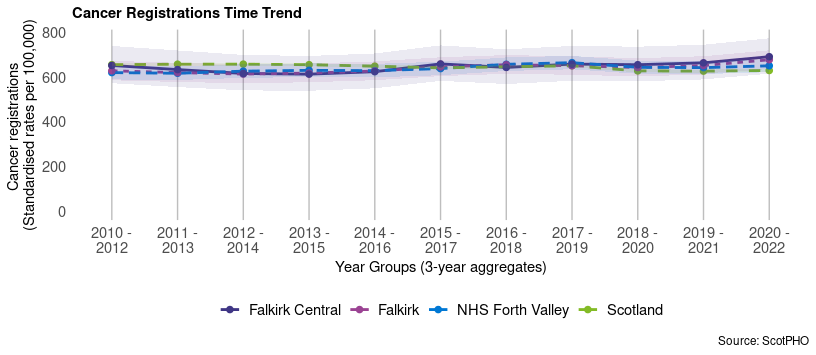 Cancer Registrations Time Trend
Cancer registrations
(Standardised rates per 100,000)
800
600
400
200
0
2010 - 2012
2011 - 2013
2012 - 2014
2013 - 2015
2014 - 2016
2015 - 2017
2016 - 2018
2017 - 2019
2018 - 2020
2019 - 2021
2020 - 2022
Year Groups (3-year aggregates)
Falkirk Central Falkirk NHS Forth Valley Scotland
Source: ScotPHO